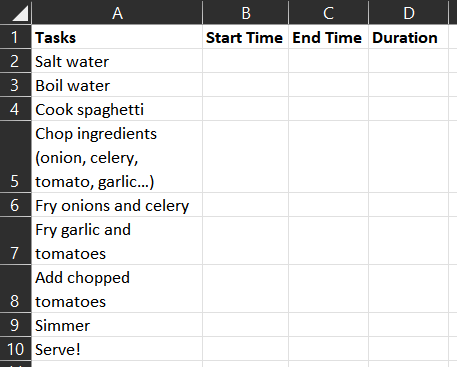 A B C D
1 Tasks Start Time End Time Duration
2 Salt water
3 Boil water
4 Cook spaghetti
Chop ingredients
(onion, celery,
5 tomato, garlic...)
6 Fry onions and celery
Fry garlic and
7 tomatoes
Add chopped
8 tomatoes
9 Simmer
10 Serve!